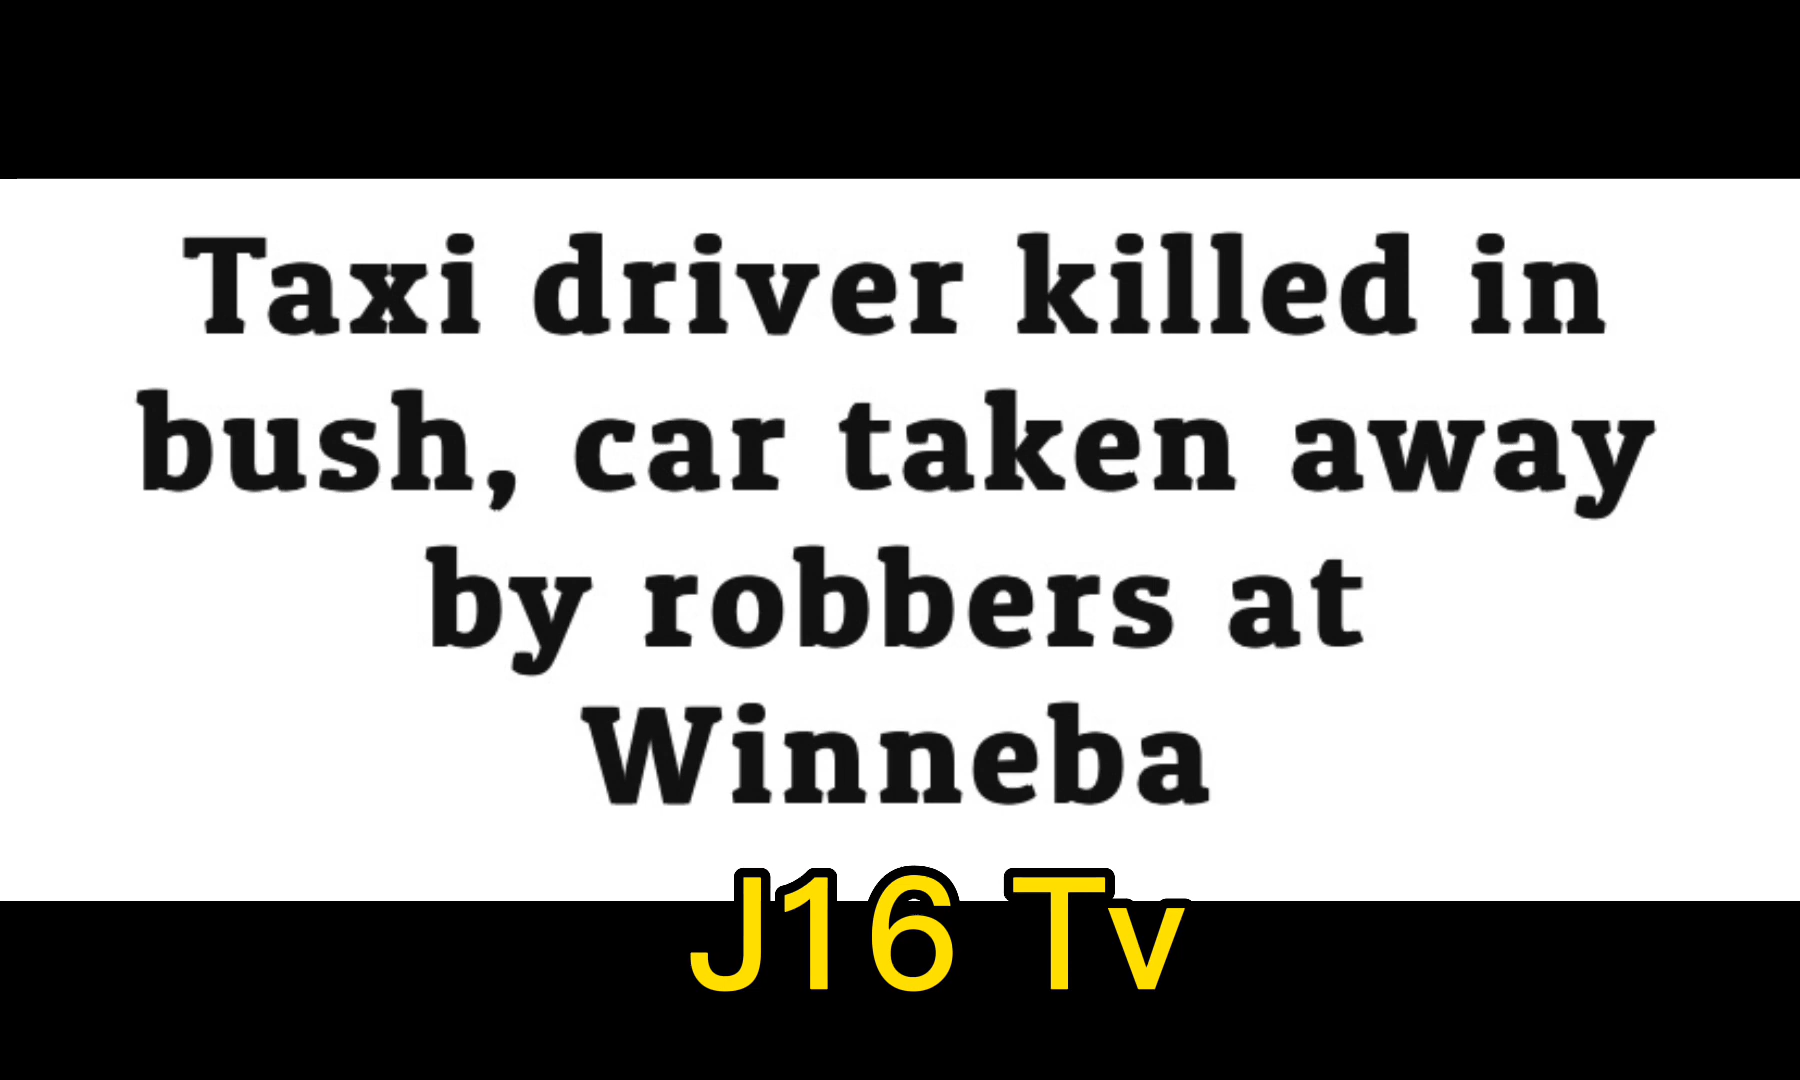 Taxi driver killed in
bush, car taken away
by robbers at
Winneba
J16 Tv